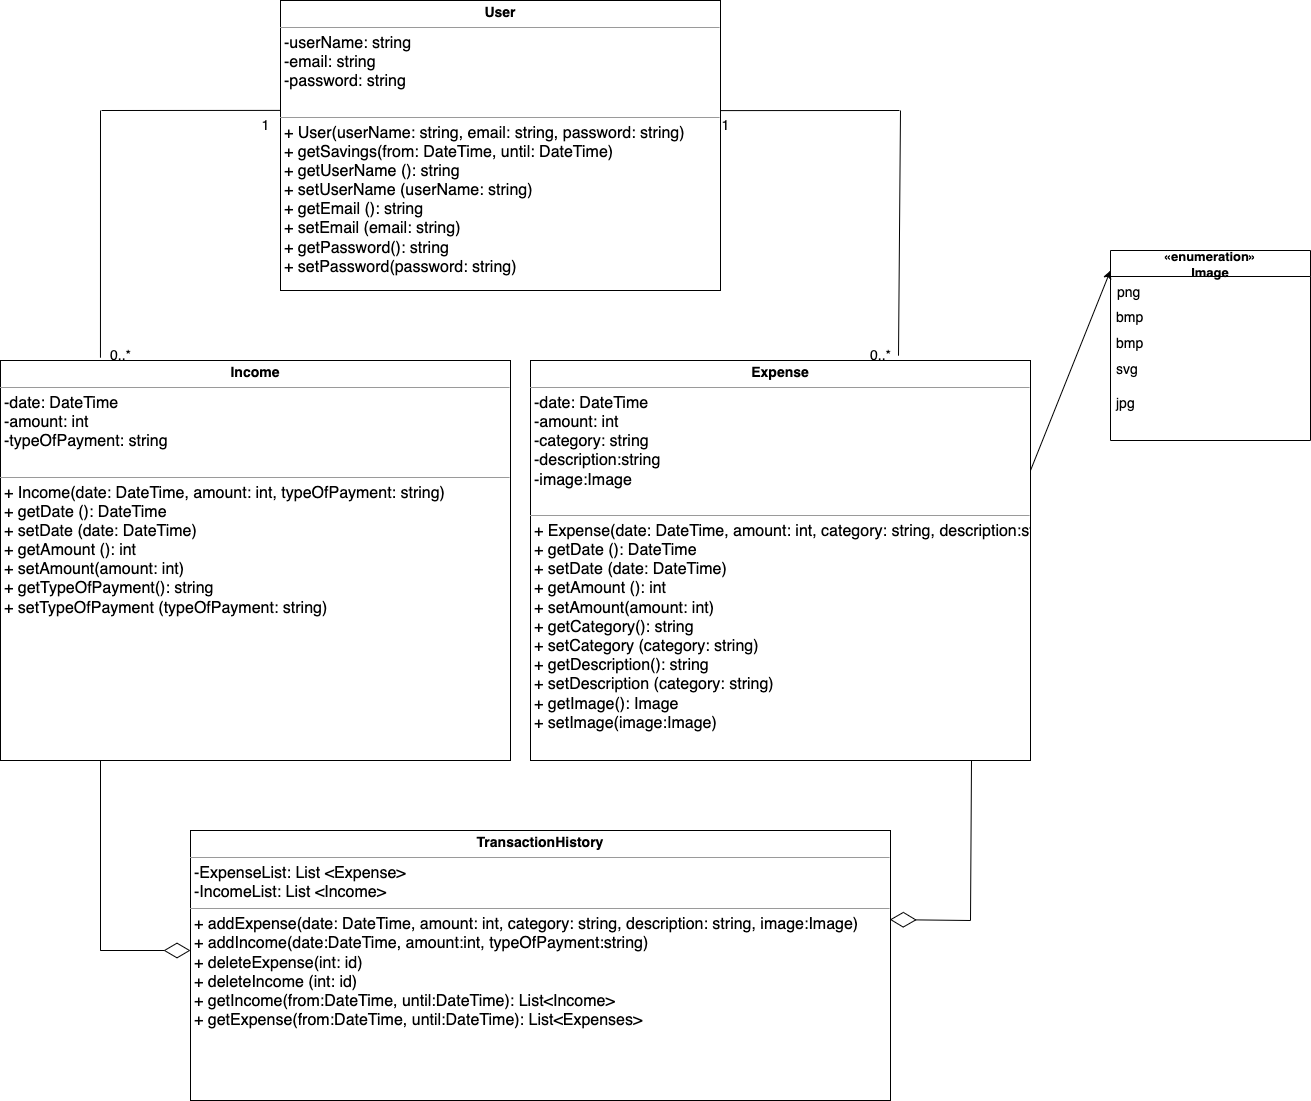 User
-userName: string
-email: string
-password: string
1
1
+ User(userName: string, email: string, password: string)
+ getSavings(from: DateTime, until: DateTime)
+ getUserName (): string
+ setUserName (userName: string)
+ getEmail (): string
+ setEmail (email: string)
+ getPassword(): string
+ setPassword(password: string)
«enumeration»
Image
png
bmp
bmp
svg
jpg
0..*
0..*
Income
-date: DateTime
-amount: int
-typeOfPayment: string
+ Income(date: DateTime, amount: int, typeOfPayment: string)
+ getDate (): DateTime
+ setDate (date: DateTime)
+ getAmount (): int
+ setAmount(amount: int)
+ getTypeOfPayment(): string
+ setTypeOfPayment (typeOfPayment: string)
Expense
-date: DateTime
-amount: int
-category: string
-description:string
-image:Image
+ Expense(date: DateTime, amount: int, category: string, description:s
+ getDate (): DateTime
+ setDate (date: DateTime)
+ getAmount (): int
+ setAmount(amount: int)
+ getCategory(): string
+ setCategory (category: string)
+ getDescription(): string
+ setDescription (category: string)
+ getImage(): Image
+ setImage(image:Image)
TransactionHistory
-ExpenseList: List <Expense>
-IncomeList: List <Income>
+ addExpense(date: DateTime, amount: int, category: string, description: string, image:Image)
+ addIncome(date:DateTime, amount:int, typeOfPayment:string)
+ deleteExpense(int: id)
+ deleteIncome (int: id)
+ getIncome(from:DateTime, until:DateTime): List<Income>
+ getExpense(from:DateTime, until:DateTime): List<Expenses>